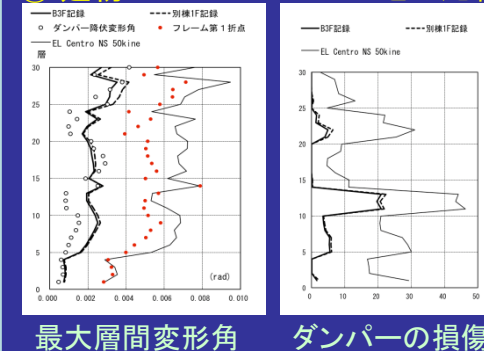 B3F記録
別棟1F記録
ダンパー降伏変形角
フレーム第1折点
EL Centro NS 50kine
層
30
25
20
15
10
5
0
(rad)
0.000 0.002 0.004 0.006 0.008 0.010
最大層間変形角
B3F記録
別棟1F記録
EL Centro NS 50kine
30
25
20
15
10
5
0
0 10 20 30 40 50
ダンパーの損傷